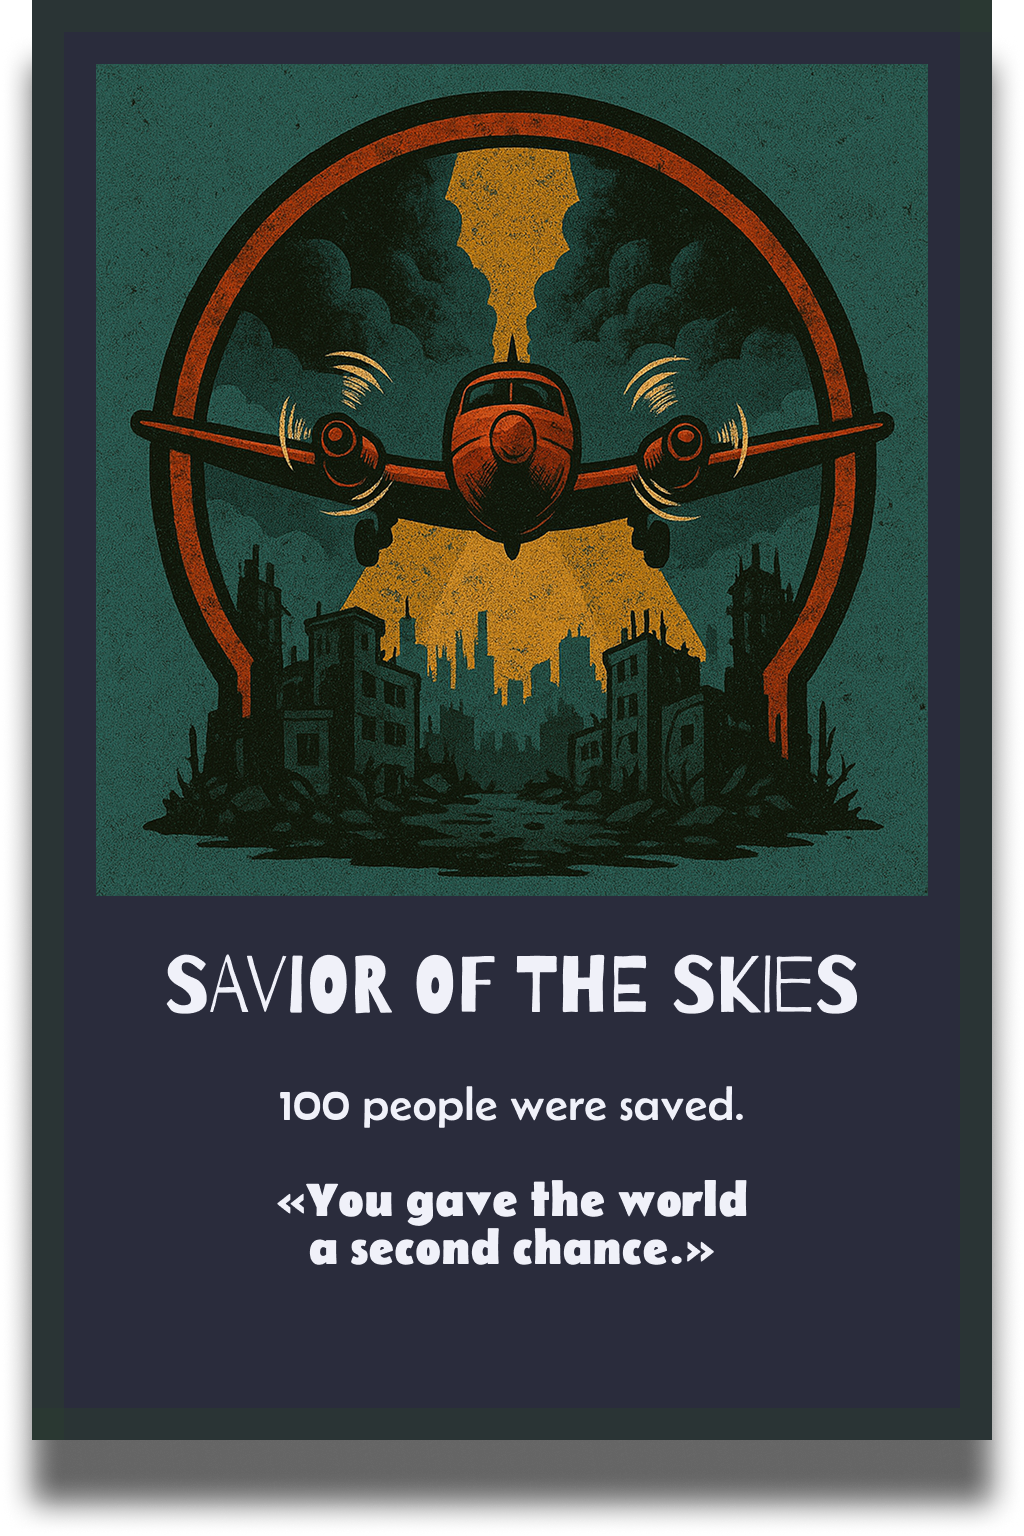 SAVIOR OF THE SKIES
100 people were saved.
«You gave the world
a second chance.»